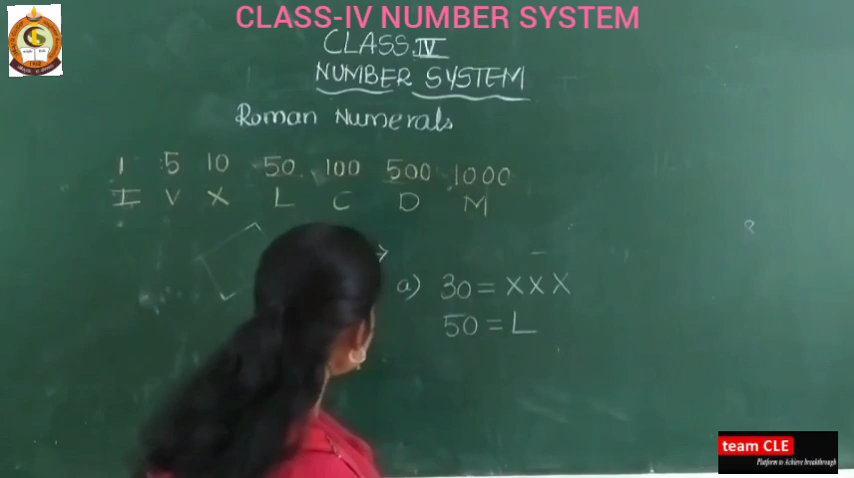 CLASS-IV NUMBER SYSTEM
CLASS.IV
NUMBER SYSTEM
Roman Numerals
1 5 10 50 100 500 1000
I V X L C D M
a) 30 = XXX
50 = L
team CLE
Platform to Achieve breakthrough